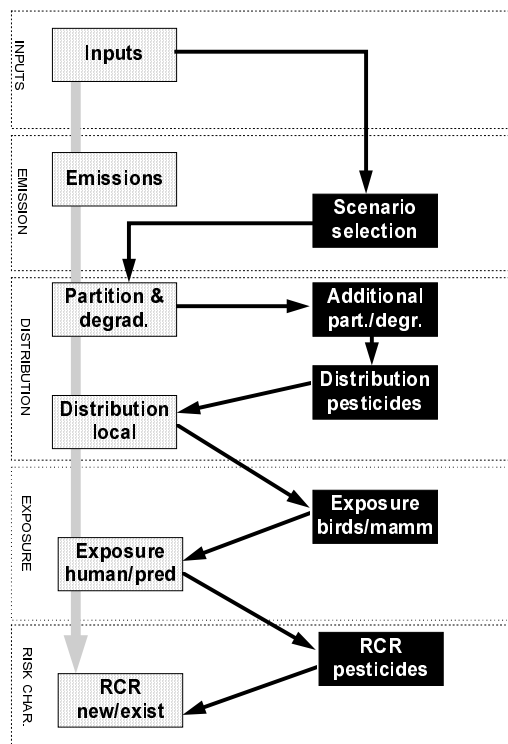 INPUTS
Inputs
EMISSION
Emissions
Scenario
selection
DISTRIBUTION
Partition &
degrad.
Additional
part./degr.
Distribution
pesticides
Distribution
local
EXPOSURE
Exposure
birds/mamm
Exposure
human/pred
RISK CHAR.
RCR
pesticides
RCR
new/exist